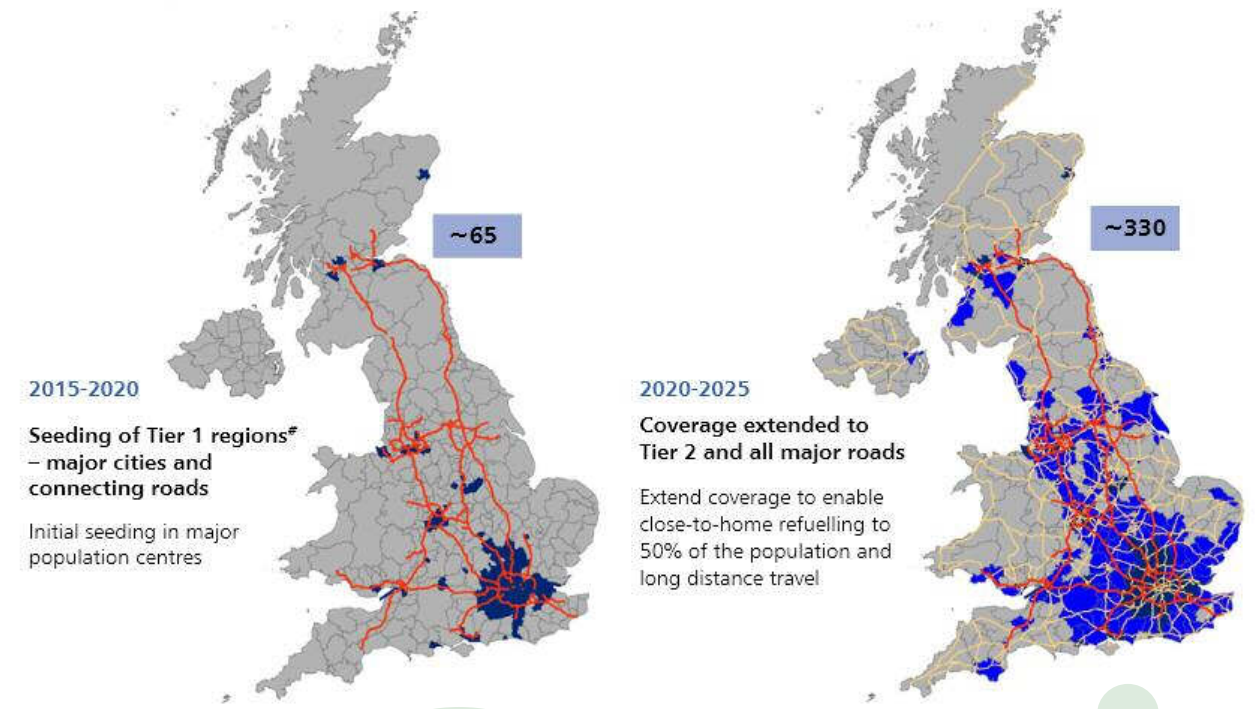 ~65
2015-2020
Seeding of Tier 1 regions#
– major cities and
connecting roads
Initial seeding in major
population centres
~330
2020-2025
Coverage extended to
Tier 2 and all major roads
Extend coverage to enable
close-to-home refuelling to
50% of the population and
long distance travel